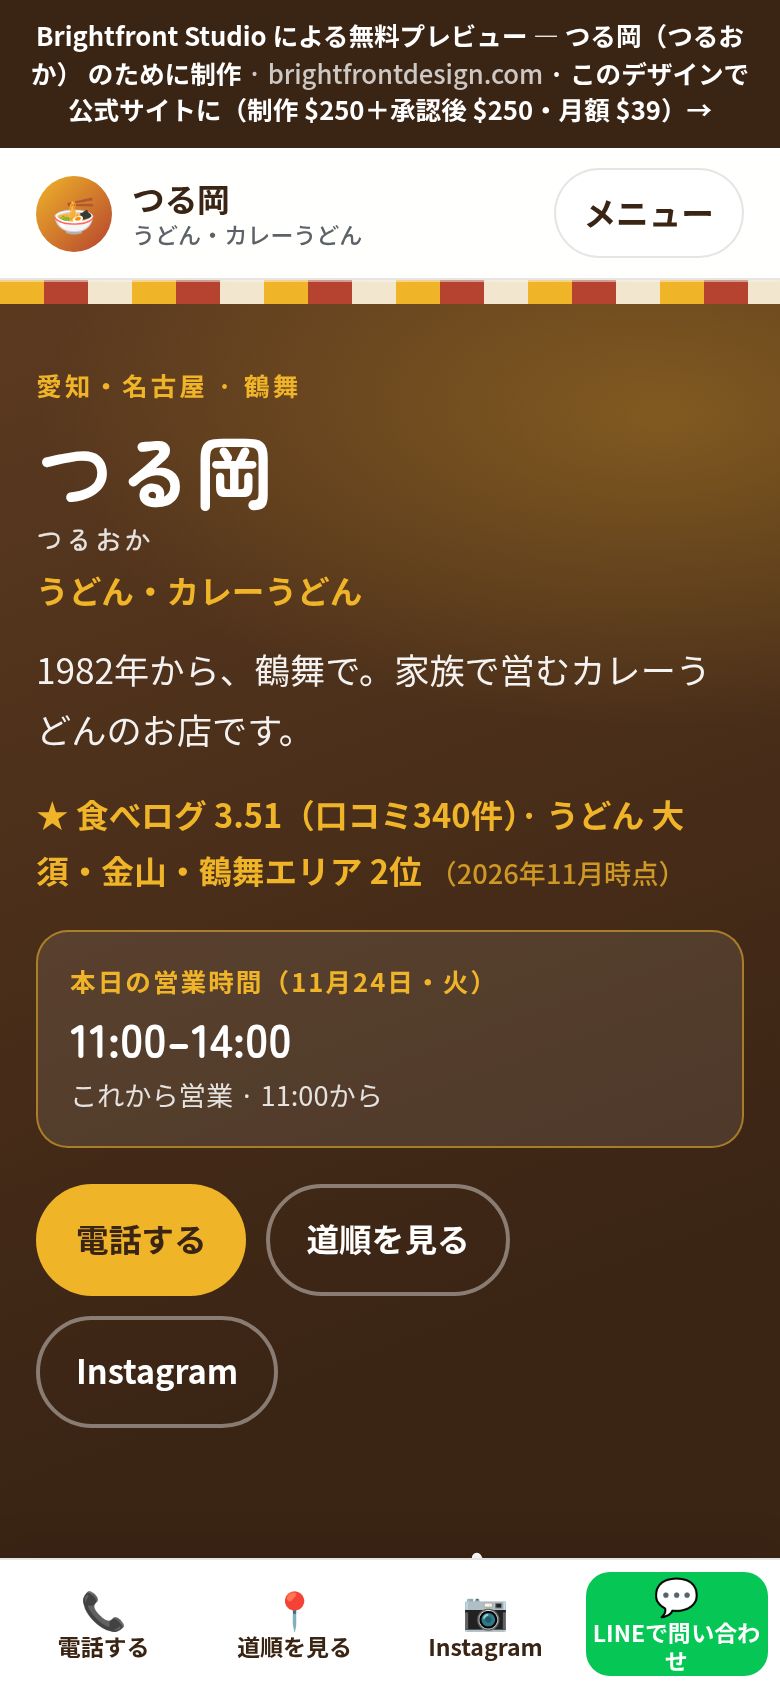 Brightfront Studio による無料プレビュー — つる岡（つるお
か） のために制作 · brightfrontdesign.com · このデザインで
公式サイトに（制作 $250＋承認後 $250・月額 $39）→
つる岡
うどん・カレーうどん
メニュー
愛知・名古屋 · 鶴舞
つる岡
つるおか
うどん・カレーうどん
1982年から、鶴舞で。家族で営むカレーう
どんのお店です。
★ 食べログ 3.51（口コミ340件）· うどん 大
須・金山・鶴舞エリア 2位 （2026年11月時点）
本日の営業時間（11月24日・火）
11:00–14:00
これから営業 · 11:00から
電話する
道順を見る
Instagram
電話する
道順を見る
Instagram
LINEで問い合わ
せ